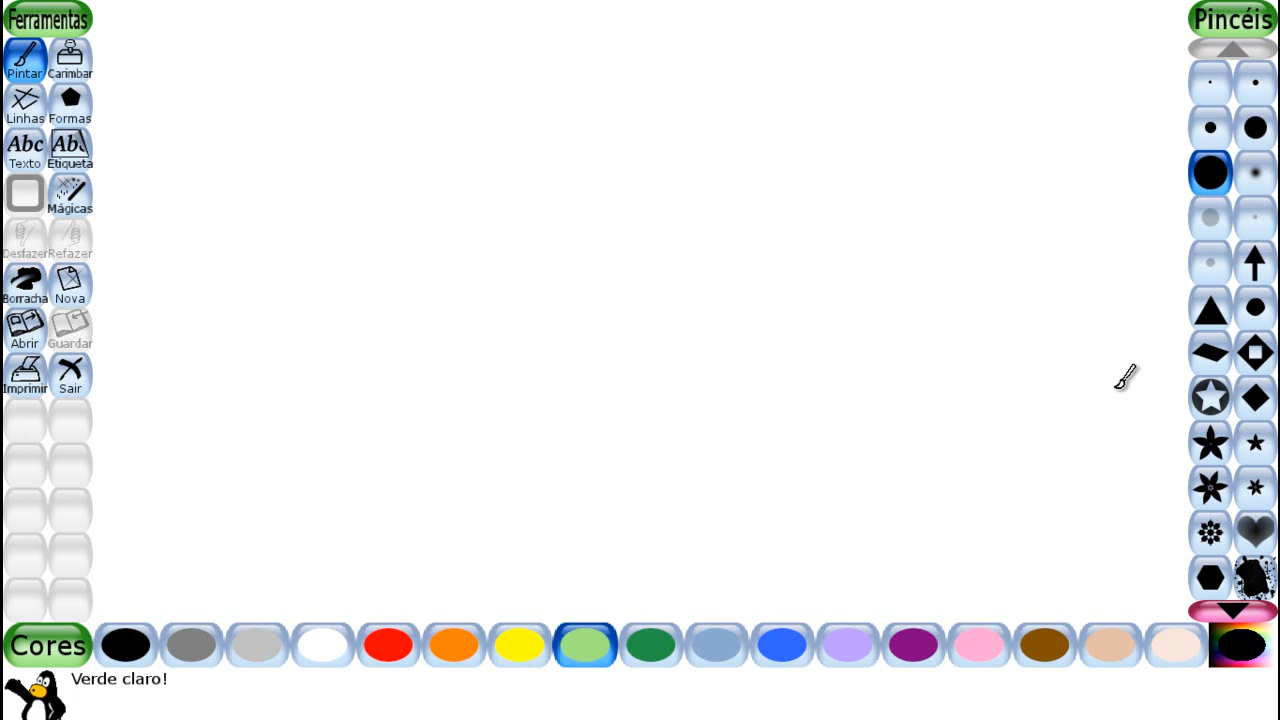 Ferramentas
Pincéis
Pintar Carimbar
Linhas Formas
Abc Abc
Texto Etiqueta
Mágicas
Desfazer Refazer
Borracha Nova
Abrir Guardar
Imprimir Sair
Cores
Verde claro!